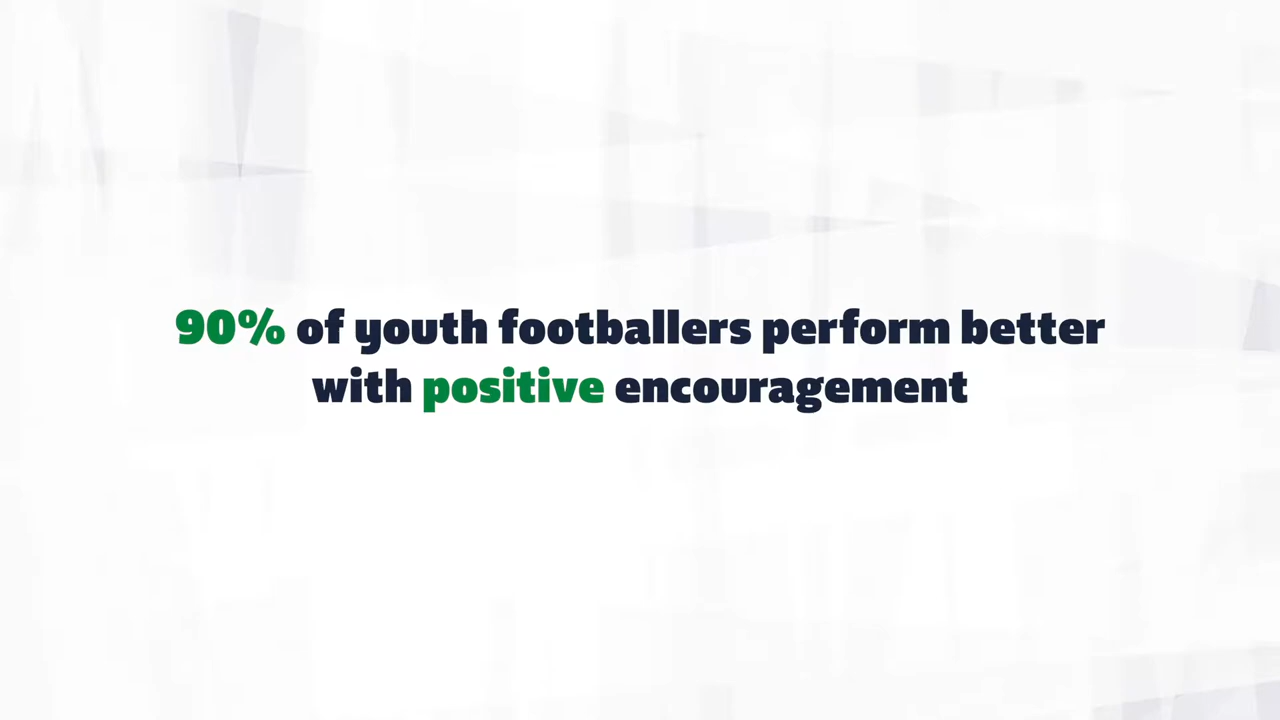 90% of youth footballers perform better
with positive encouragement